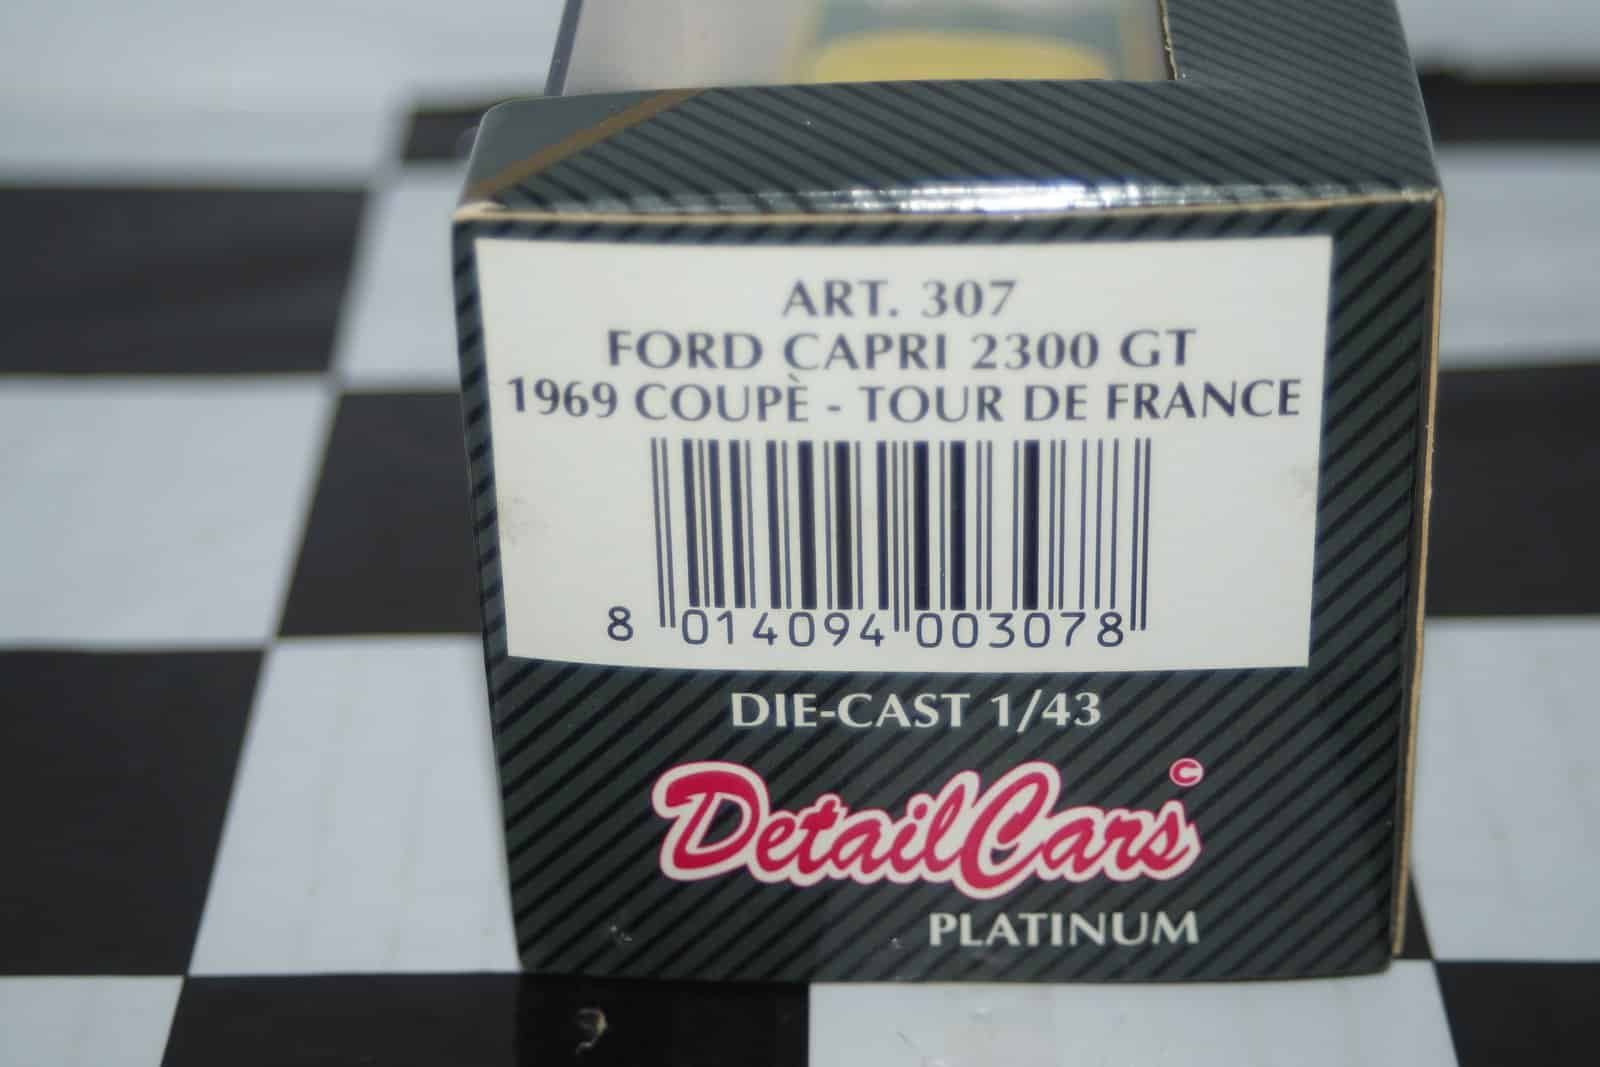 ART. 307
FORD CAPRI 2300 GT
1969 COUPÈ - TOUR DE FRANCE
8 014094 003078
DIE-CAST 1/43
DetailCars ©
PLATINUM